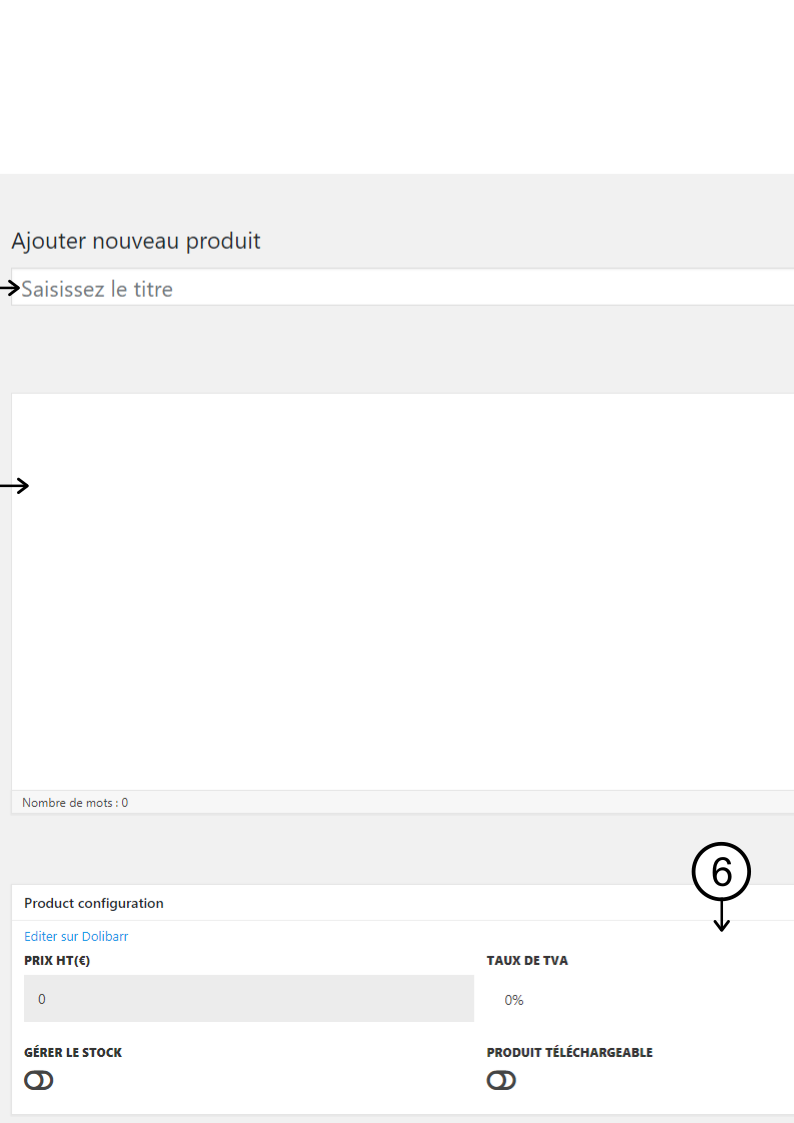 Ajouter nouveau produit
Saisissez le titre
Nombre de mots : 0
6
Product configuration
Editer sur Dolibarr
PRIX HT(€)
TAUX DE TVA
0
0%
GÉRER LE STOCK
PRODUIT TÉLÉCHARGEABLE